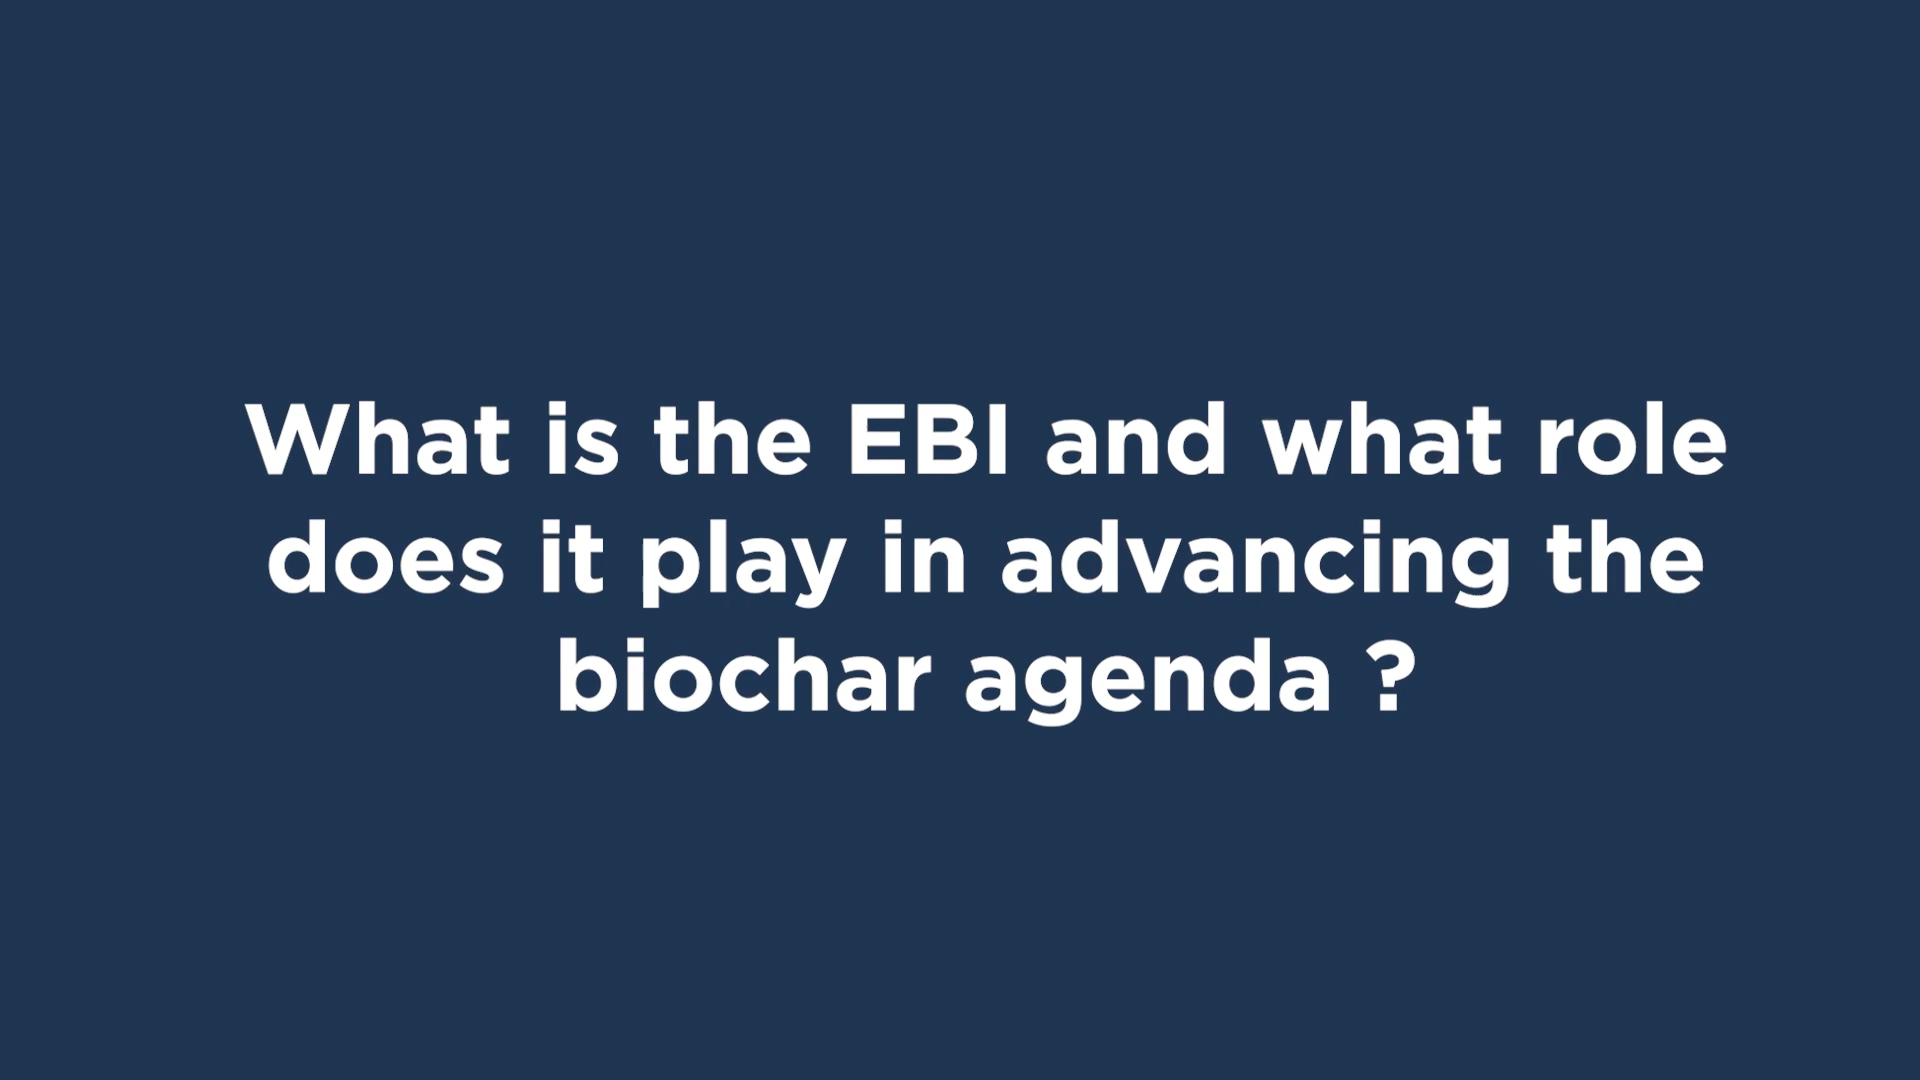 What is the EBI and what role
does it play in advancing the
biochar agenda ?